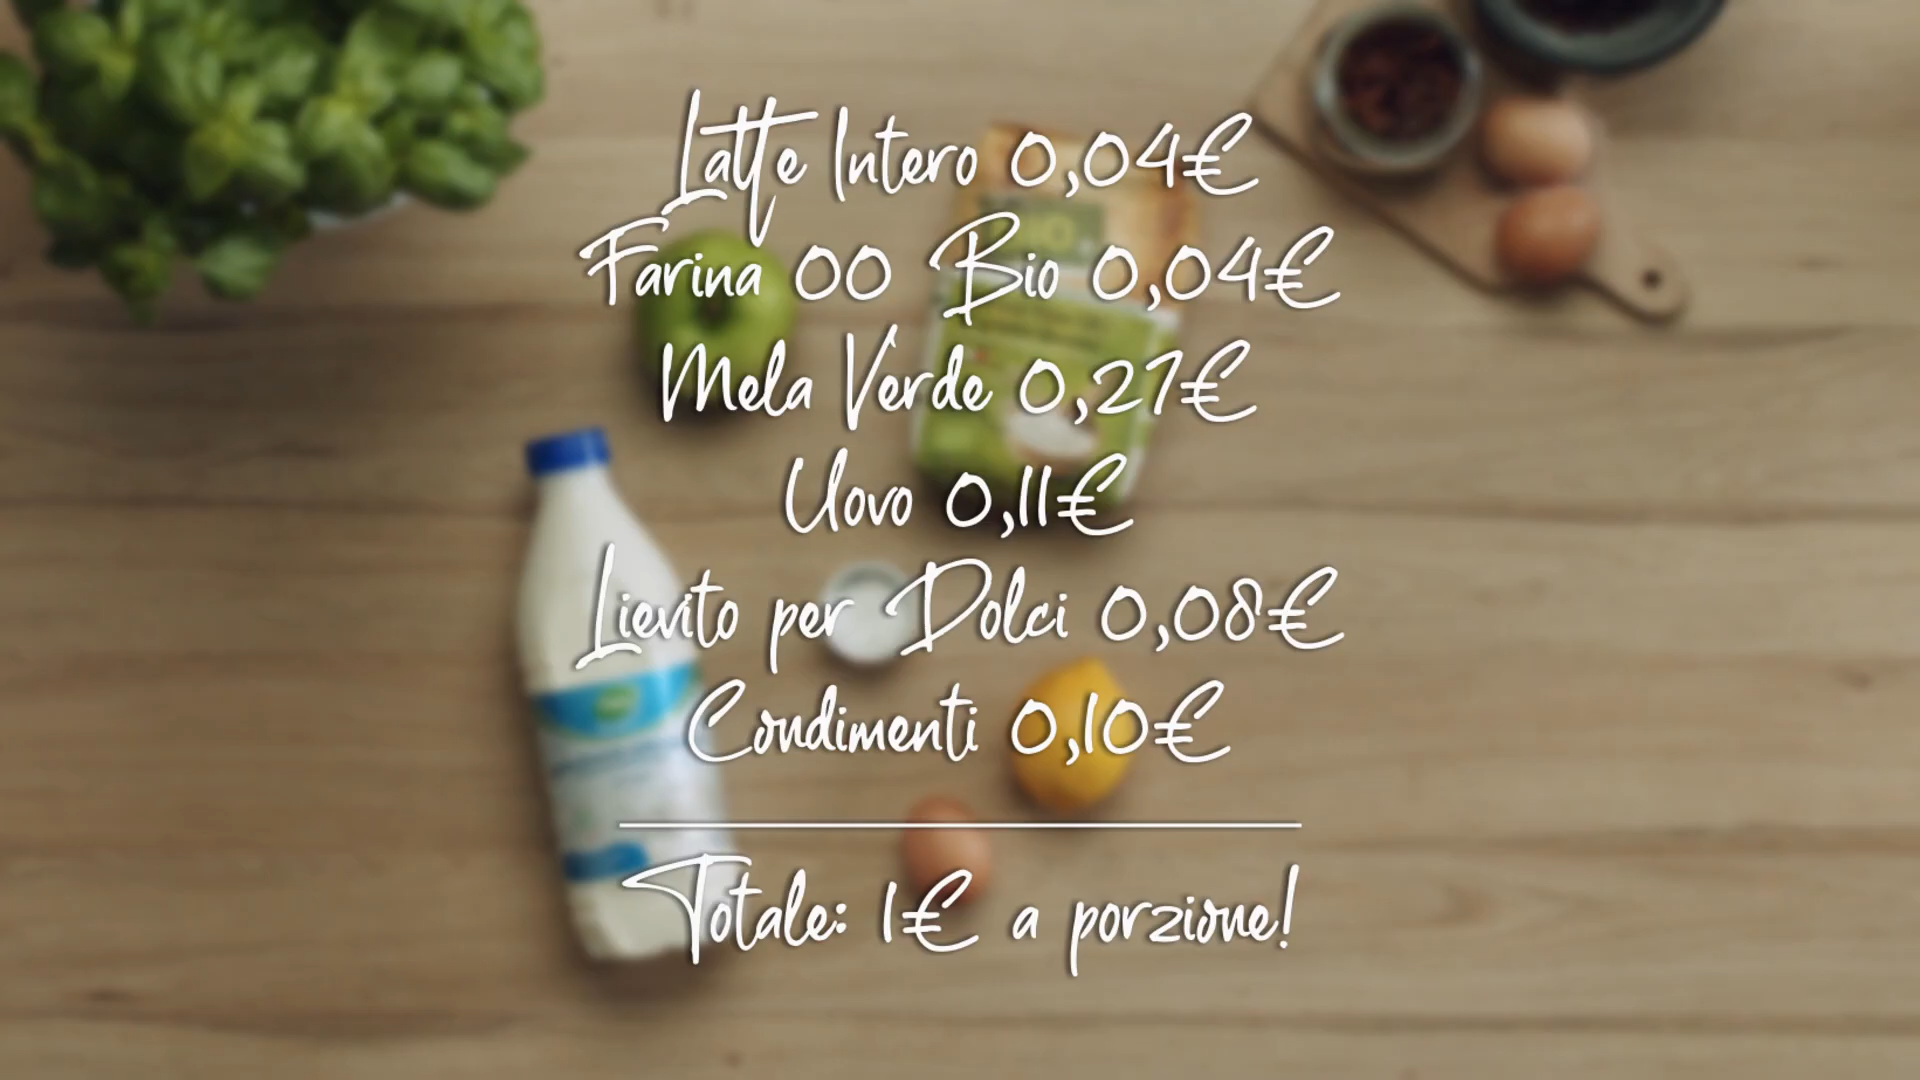 Latte Intero 0,04€
Farina 00 Bio 0,04€
Mela Verde 0,27€
Uovo 0,11€
Lievito per Dolci 0,08€
Condimenti 0,10€
Totale: 1€ a porzione!